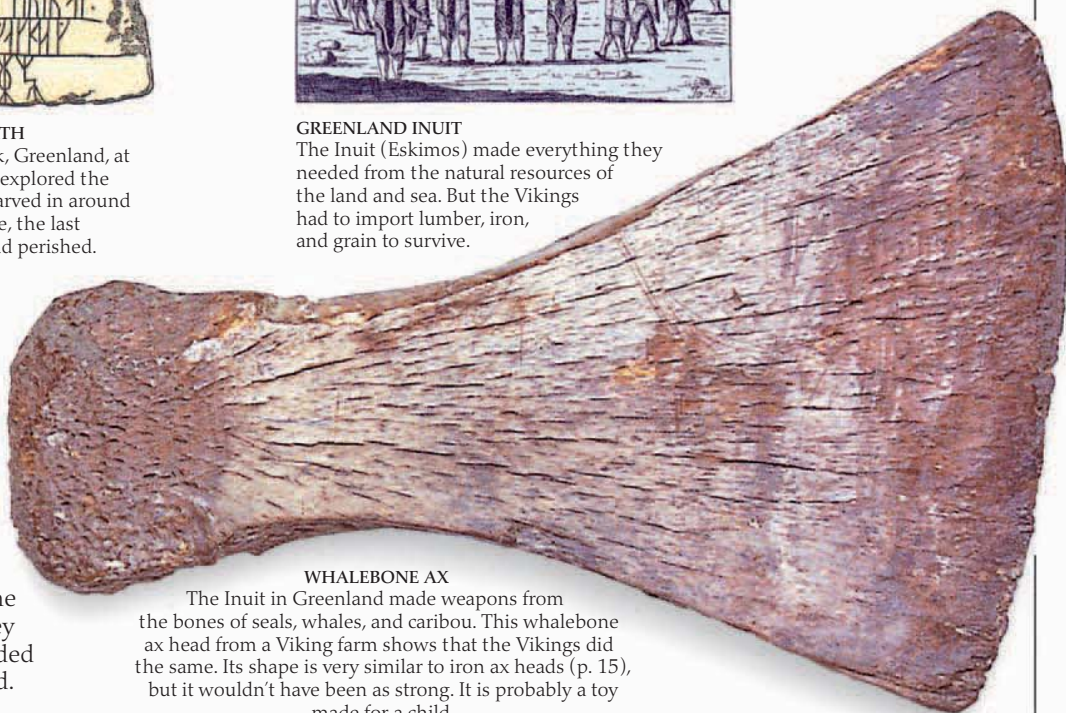 TH
k, Greenland, at
explored the
arved in around
e, the last
d perished.
GREENLAND INUIT
The Inuit (Eskimos) made everything they
needed from the natural resources of
the land and sea. But the Vikings
had to import lumber, iron,
and grain to survive.
ne
ey
ded
d.
WHALEBONE AX
The Inuit in Greenland made weapons from
the bones of seals, whales, and caribou. This whalebone
ax head from a Viking farm shows that the Vikings did
the same. Its shape is very similar to iron ax heads (p. 15),
but it wouldn't have been as strong. It is probably a toy
made for a child.